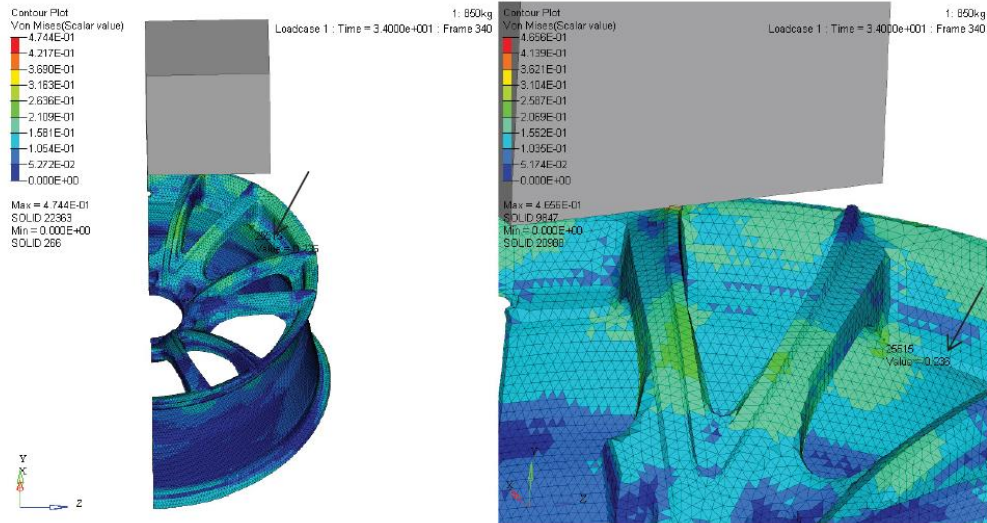 Contour Plot
Von Mises(Scalar value)
4.744E-01
4.217E-01
3.690E-01
3.163E-01
2.636E-01
2.109E-01
1.581E-01
1.054E-01
5.272E-02
0.000E+00
Max = 4.744E-01
SOLID 22363
Min = 0.000E+00
SOLID 266
1: 850kg
Loadcase 1 : Time = 3.4000e+001 : Frame 340
Y
X
Z
Contour Plot
Von Mises(Scalar value)
4.656E-01
4.139E-01
3.621E-01
3.104E-01
2.587E-01
2.069E-01
1.552E-01
1.035E-01
5.174E-02
0.000E+00
Max = 4.656E-01
SOLID 9847
Min = 0.000E+00
SOLID 20988
1: 850kg
Loadcase 1 : Time = 3.4000e+001 : Frame 340
25615
Value = 0.236
Y
X
Z